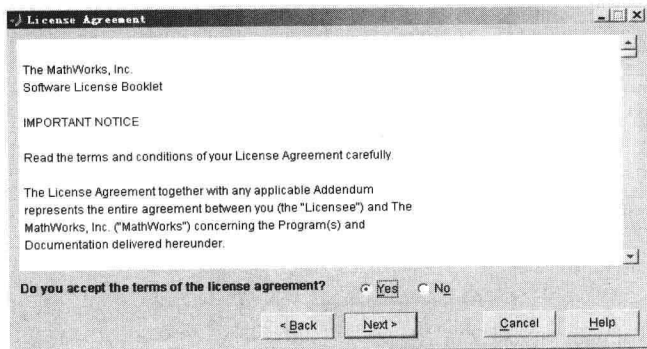 License Agreement
The MathWorks, Inc.
Software License Booklet
IMPORTANT NOTICE
Read the terms and conditions of your License Agreement carefully.
The License Agreement together with any applicable Addendum
represents the entire agreement between you (the "Licensee") and The
MathWorks, Inc. ("MathWorks") concerning the Program(s) and
Documentation delivered hereunder.
Do you accept the terms of the license agreement? Yes No
< Back Next > Cancel Help